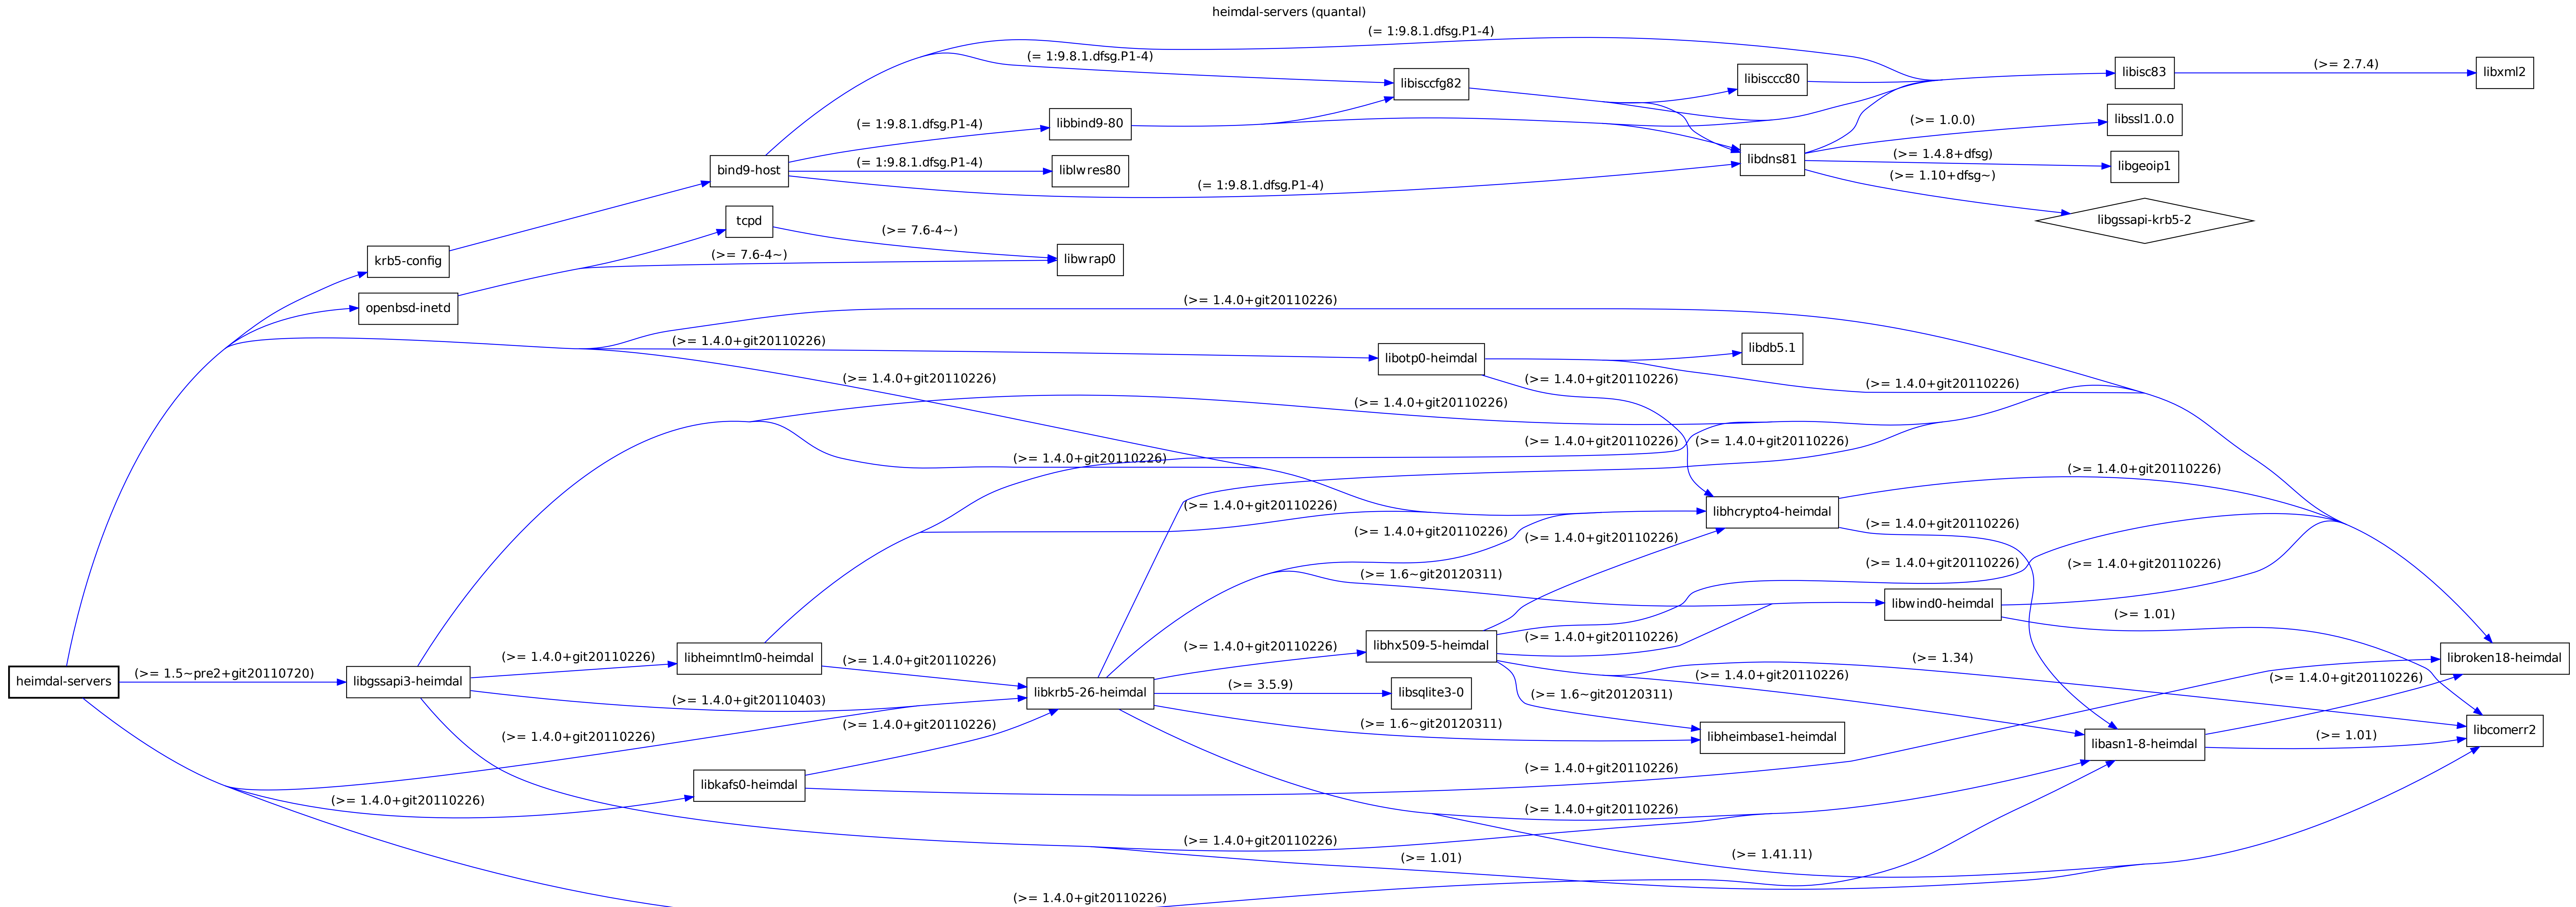 heimdal-servers (quantal)
(= 1:9.8.1.dfsg.P1-4)
(= 1:9.8.1.dfsg.P1-4)
libisc83
(>= 2.7.4)
libxml2
libisccfg82
libisccc80
(= 1:9.8.1.dfsg.P1-4)
libbind9-80
(>= 1.0.0)
libssl1.0.0
bind9-host
(= 1:9.8.1.dfsg.P1-4)
liblwres80
libdns81
(>= 1.4.8+dfsg)
libgeoip1
(= 1:9.8.1.dfsg.P1-4)
(>= 1.10+dfsg~)
tcpd
(>= 7.6-4~)
libgssapi-krb5-2
krb5-config
(>= 7.6-4~)
libwrap0
openbsd-inetd
(>= 1.4.0+git20110226)
(>= 1.4.0+git20110226)
libotp0-heimdal
libdb5.1
(>= 1.4.0+git20110226)
(>= 1.4.0+git20110226)
(>= 1.4.0+git20110226)
(>= 1.4.0+git20110226)
(>= 1.4.0+git20110226)
(>= 1.4.0+git20110226)
(>= 1.4.0+git20110226)
(>= 1.4.0+git20110226)
(>= 1.4.0+git20110226)
libhcrypto4-heimdal
(>= 1.4.0+git20110226)
(>= 1.4.0+git20110226)
(>= 1.4.0+git20110226)
(>= 1.6~git20120311)
(>= 1.4.0+git20110226)
(>= 1.4.0+git20110226)
libwind0-heimdal
(>= 1.01)
heimdal-servers
(>= 1.5~pre2+git20110720)
libgssapi3-heimdal
(>= 1.4.0+git20110226)
libheimntlm0-heimdal
(>= 1.4.0+git20110226)
(>= 1.4.0+git20110226)
libhx509-5-heimdal
(>= 1.4.0+git20110226)
(>= 1.34)
libroken18-heimdal
(>= 1.4.0+git20110226)
(>= 1.4.0+git20110226)
(>= 1.4.0+git20110403)
libkrb5-26-heimdal
(>= 3.5.9)
libsqlite3-0
(>= 1.6~git20120311)
(>= 1.4.0+git20110226)
(>= 1.4.0+git20110226)
(>= 1.6~git20120311)
libheimbase1-heimdal
libasn1-8-heimdal
(>= 1.01)
libcomerr2
(>= 1.4.0+git20110226)
libkafs0-heimdal
(>= 1.4.0+git20110226)
(>= 1.4.0+git20110226)
(>= 1.4.0+git20110226)
(>= 1.01)
(>= 1.41.11)
(>= 1.4.0+git20110226)